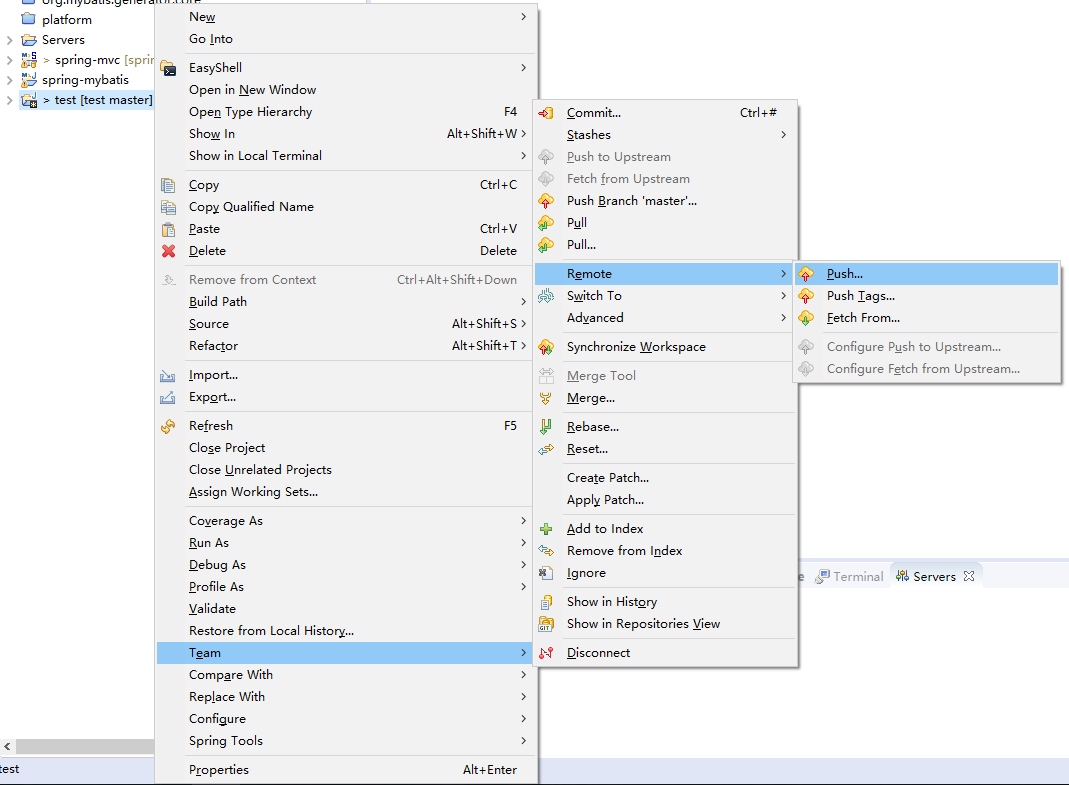 org.mybatis.generator.core
platform
Servers
> spring-mvc [sprin
spring-mybatis
> test [test master]
New
Go Into
EasyShell
Open in New Window
Open Type Hierarchy F4
Show In Alt+Shift+W
Show in Local Terminal
Copy Ctrl+C
Copy Qualified Name
Paste Ctrl+V
Delete Delete
Remove from Context Ctrl+Alt+Shift+Down
Build Path
Source Alt+Shift+S
Refactor Alt+Shift+T
Import...
Export...
Refresh F5
Close Project
Close Unrelated Projects
Assign Working Sets...
Coverage As
Run As
Debug As
Profile As
Validate
Restore from Local History...
Team
Compare With
Replace With
Configure
Spring Tools
Properties Alt+Enter
Commit... Ctrl+#
Stashes
Push to Upstream
Fetch from Upstream
Push Branch 'master'...
Pull
Pull...
Remote
Switch To
Advanced
Synchronize Workspace
Merge Tool
Merge...
Rebase...
Reset...
Create Patch...
Apply Patch...
Add to Index
Remove from Index
Ignore
Show in History
Show in Repositories View
Disconnect
Push...
Push Tags...
Fetch From...
Configure Push to Upstream...
Configure Fetch from Upstream...
e Terminal Servers
test